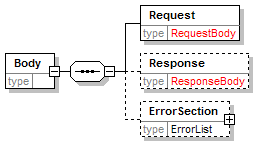 Request
type RequestBody
Body
type
Response
type ResponseBody
ErrorSection
type ErrorList